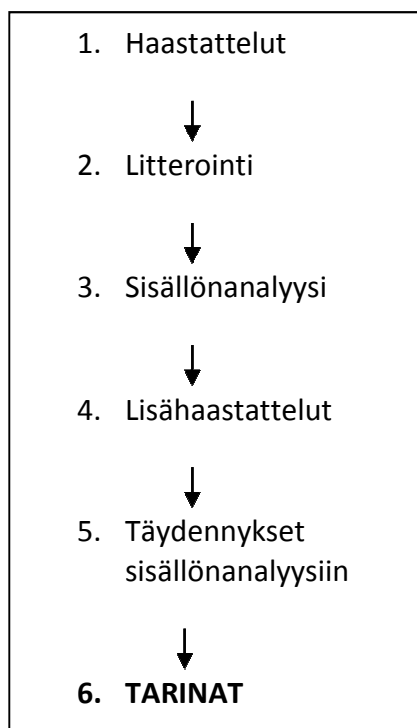 1. Haastattelut
2. Litterointi
3. Sisällönanalyysi
4. Lisähaastattelut
5. Täydennykset
sisällönanalyysiin
6. TARINAT